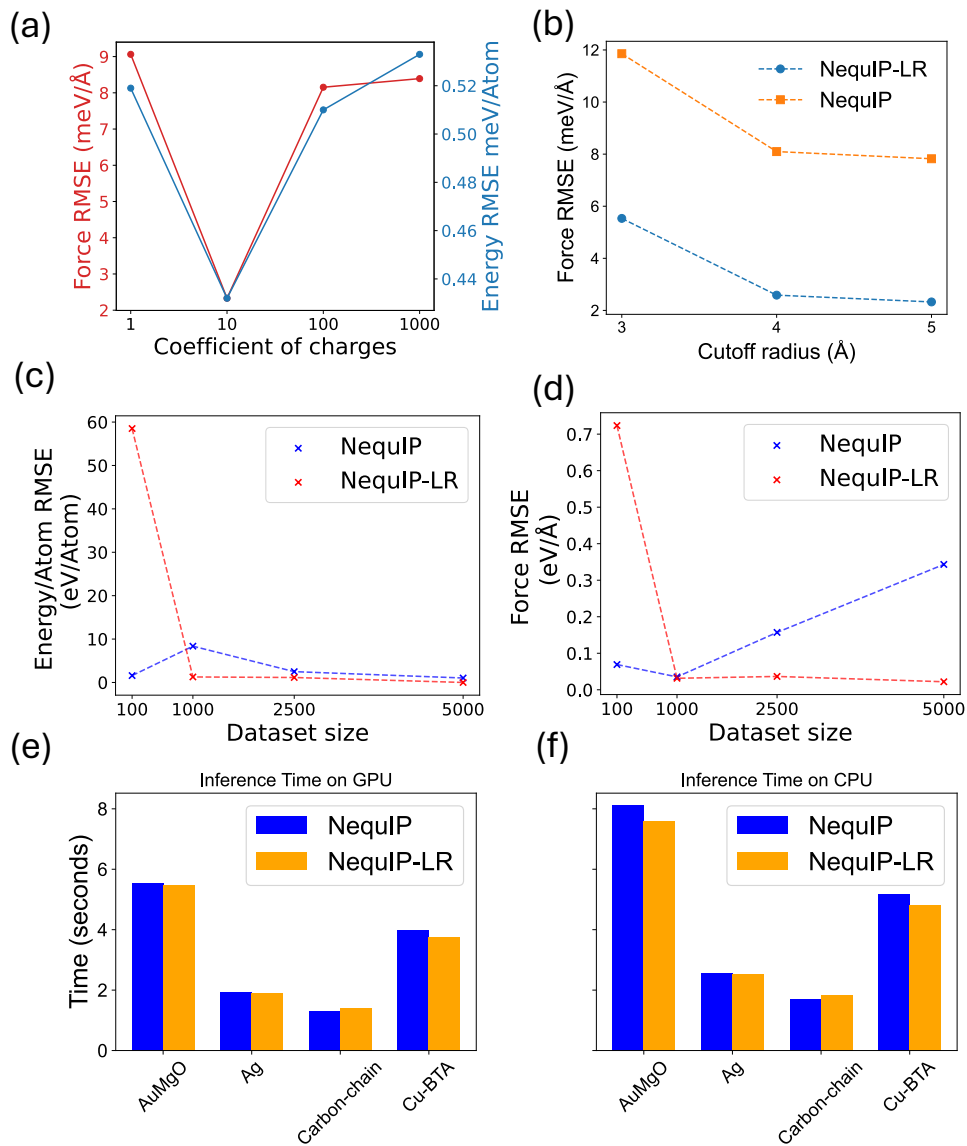 (a)
Force RMSE (meV/Å)
9
8
7
6
5
4
3
2
1
10
100
1000
Coefficient of charges
0.52
0.50
0.48
0.46
0.44
Energy RMSE meV/Atom
(b)
Force RMSE (meV/Å)
12
10
8
6
4
2
NequIP-LR
NequIP
3
4
5
Cutoff radius (Å)
(c)
Energy/Atom RMSE
(eV/Atom)
60
50
40
30
20
10
0
NequIP
NequIP-LR
100
1000
2500
5000
Dataset size
(d)
Force RMSE
(eV/Å)
0.7
0.6
0.5
0.4
0.3
0.2
0.1
0.0
NequIP
NequIP-LR
100
1000
2500
5000
Dataset size
(e)
Inference Time on GPU
Time (seconds)
8
6
4
2
0
NequIP
NequIP-LR
AuMgO
Ag
Carbon-chain
Cu-BTA
(f)
Inference Time on CPU
NequIP
NequIP-LR
AuMgO
Ag
Carbon-chain
Cu-BTA